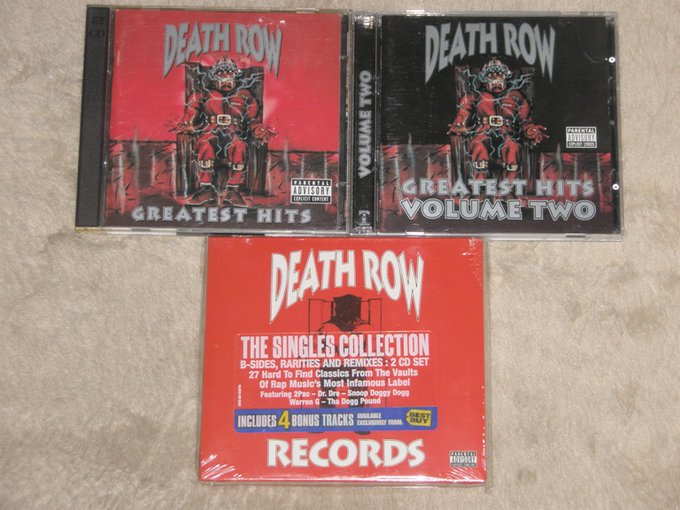 DEATH ROW
PARENTAL
ADVISORY
EXPLICIT CONTENT
GREATEST HITS
VOLUME TWO
DEATH ROW
PARENTAL
ADVISORY
EXPLICIT LYRICS
GREATEST HITS
VOLUME TWO
DEATH ROW
THE SINGLES COLLECTION
B-SIDES, RARITIES AND REMIXES : 2 CD SET
27 Hard To Find Classics From The Vaults
Of Rap Music's Most Infamous Label
Featuring 2Pac – Dr. Dre – Snoop Doggy Dogg
Warren G – Tha Dogg Pound
INCLUDES 4 BONUS TRACKS AVAILABLE EXCLUSIVELY FROM: BEST BUY
RECORDS
PARENTAL
ADVISORY